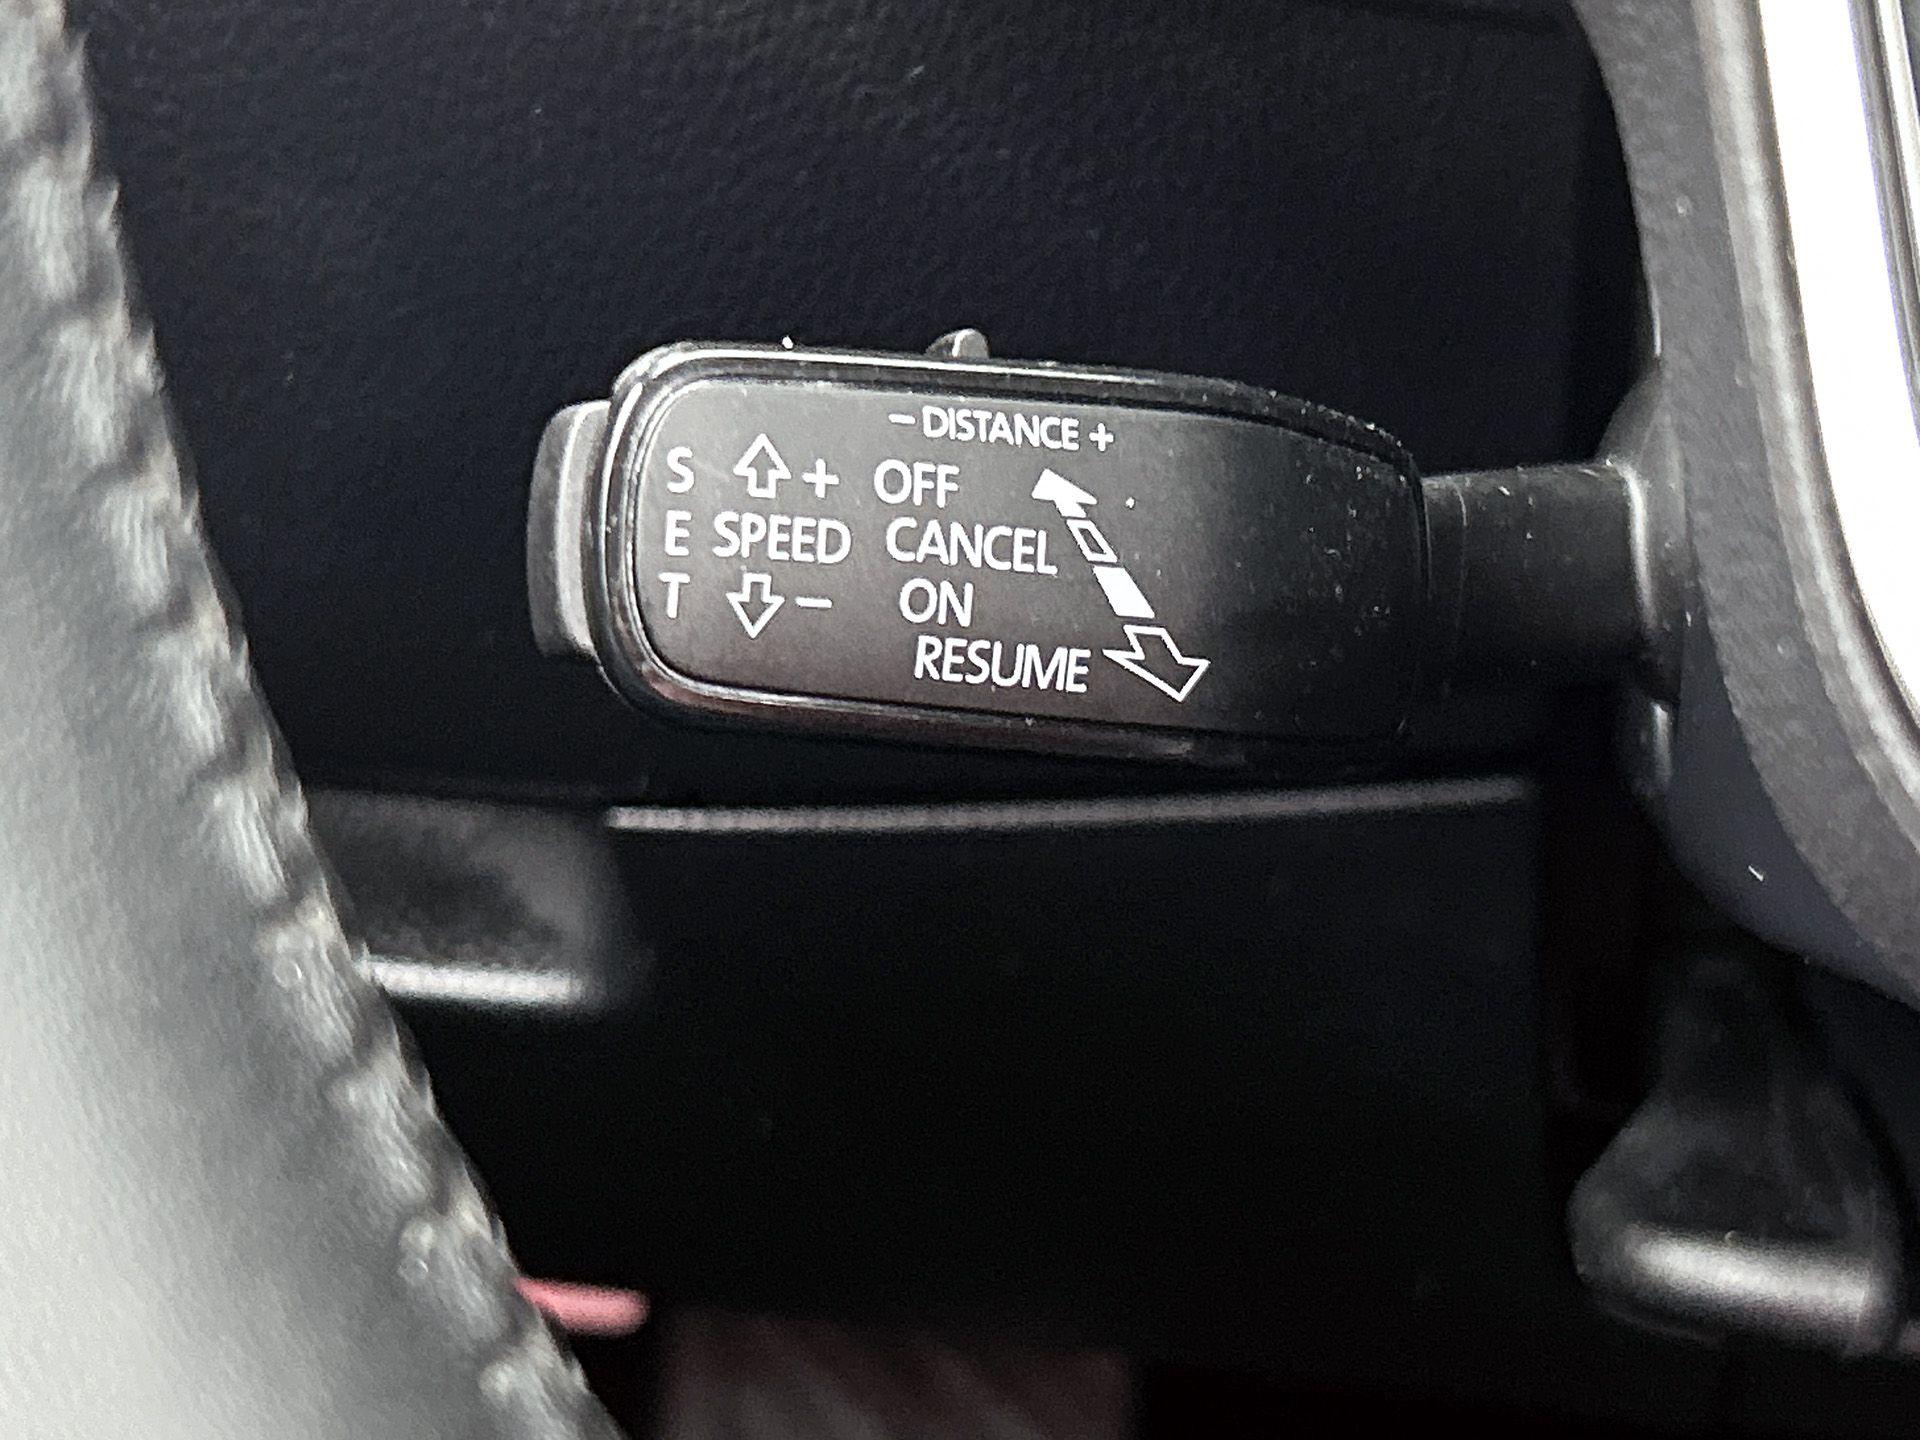 – DISTANCE +
S + OFF
E SPEED CANCEL
T – ON
RESUME